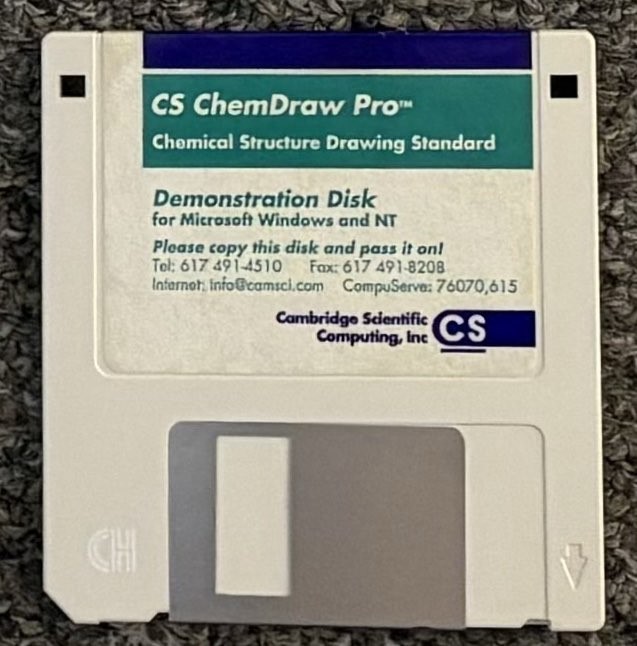 CS ChemDraw Pro™
Chemical Structure Drawing Standard
Demonstration Disk
for Microsoft Windows and NT
Please copy this disk and pass it on!
Tel: 617 491-4510 Fax: 617 491-8208
Internet: info@camsci.com CompuServe: 76070,615
Cambridge Scientific
Computing, Inc
CS
CH